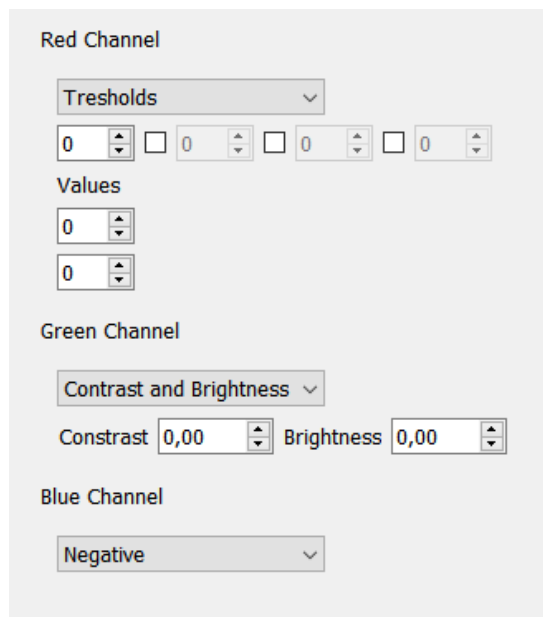 Red Channel
Tresholds
0 0 0 0
Values
0
0
Green Channel
Contrast and Brightness
Constrast 0,00 Brightness 0,00
Blue Channel
Negative